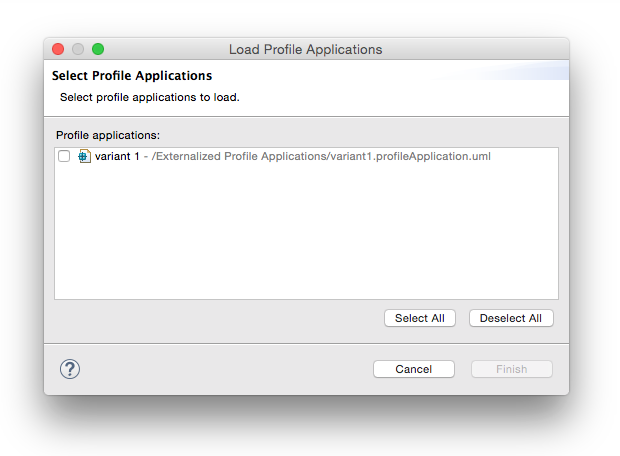 Load Profile Applications
Select Profile Applications
Select profile applications to load.
Profile applications:
variant 1 - /Externalized Profile Applications/variant1.profileApplication.uml
Select All
Deselect All
?
Cancel
Finish